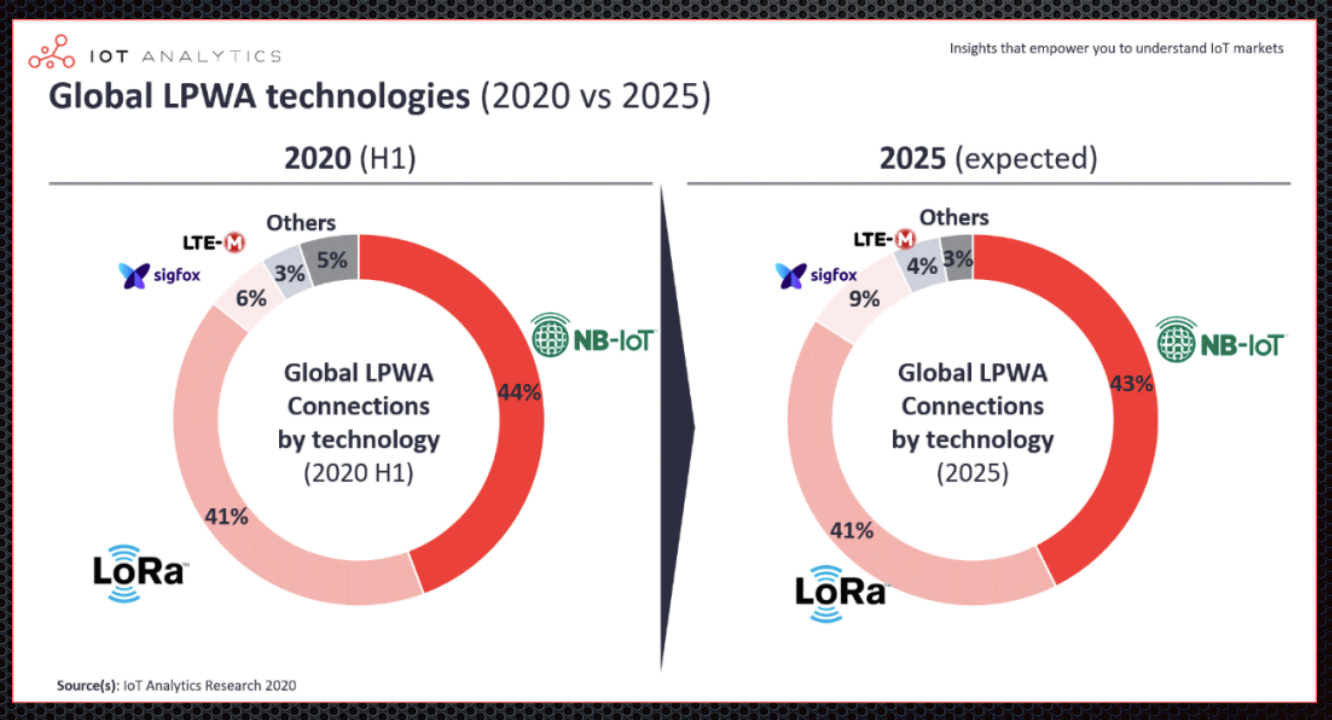 IOT ANALYTICS
Insights that empower you to understand IoT markets
Global LPWA technologies (2020 vs 2025)
2020 (H1)
Others
LTE-M
sigfox
5%
3%
6%
NB-IoT
Global LPWA
Connections
by technology
(2020 H1)
44%
41%
LoRa™
2025 (expected)
Others
LTE-M
sigfox
3%
4%
9%
NB-IoT
Global LPWA
Connections
by technology
(2025)
43%
41%
LoRa
Source(s): IoT Analytics Research 2020